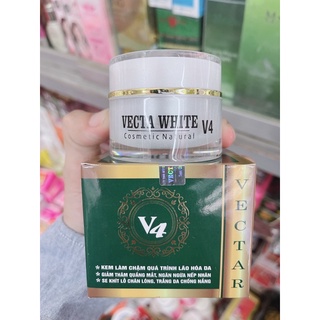 VECTA WHITE
Cosmetic Natural V4
VECTAR
V4
★ KEM LÀM CHẬM QUÁ TRÌNH LÃO HÓA DA
★ GIẢM THÂM QUẦNG MẮT, NGĂN NGỪA NẾP NHĂN
★ SE KHÍT LỖ CHÂN LÔNG, TRẮNG DA CHỐNG NẮNG